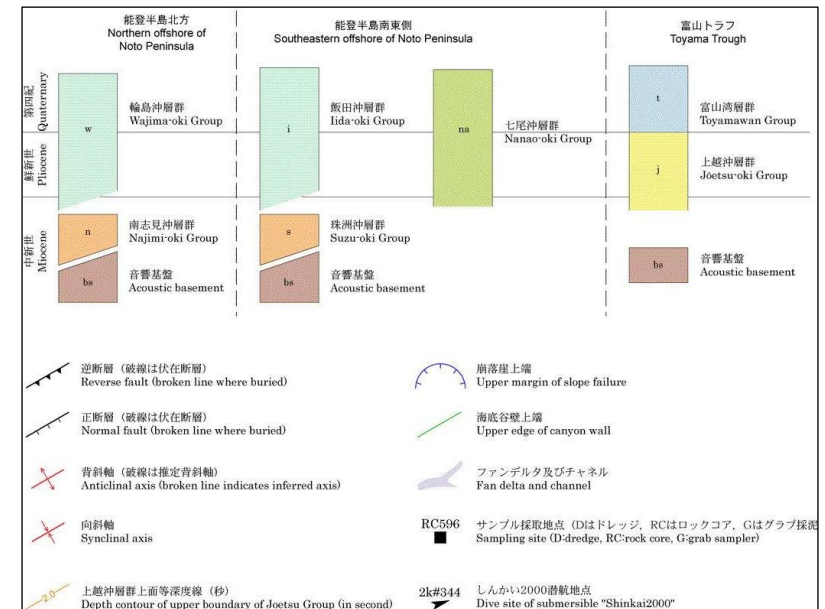 能登半島北方
Northern offshore of
Noto Peninsula
能登半島南東側
Southeastern offshore of Noto Peninsula
富山トラフ
Toyama Trough
第四紀
Quaternary
鮮新世
Pliocene
中新世
Miocene
w
輪島沖層群
Wajima-oki Group
i
飯田沖層群
Iida-oki Group
na
七尾沖層群
Nanao-oki Group
t
富山湾層群
Toyamawan Group
j
上越沖層群
Joetsu-oki Group
n
南志見沖層群
Najimi-oki Group
s
珠洲沖層群
Suzu-oki Group
bs
音響基盤
Acoustic basement
bs
音響基盤
Acoustic basement
bs
音響基盤
Acoustic basement
逆断層（破線は伏在断層）
Reverse fault (broken line where buried)
正断層（破線は伏在断層）
Normal fault (broken line where buried)
背斜軸（破線は推定背斜軸）
Anticlinal axis (broken line indicates inferred axis)
向斜軸
Synclinal axis
2.0
上越沖層群上面等深度線（秒）
Depth contour of upper boundary of Joetsu Group (in second)
崩落崖上端
Upper margin of slope failure
海底谷壁上端
Upper edge of canyon wall
ファンデルタ及びチャネル
Fan delta and channel
RC596
サンプル採取地点（Dはドレッジ，RCはロックコア，Gはグラブ採泥
Sampling site (D:dredge, RC:rock core, G:grab sampler)
2k#344
しんかい2000潜航地点
Dive site of submersible "Shinkai2000"